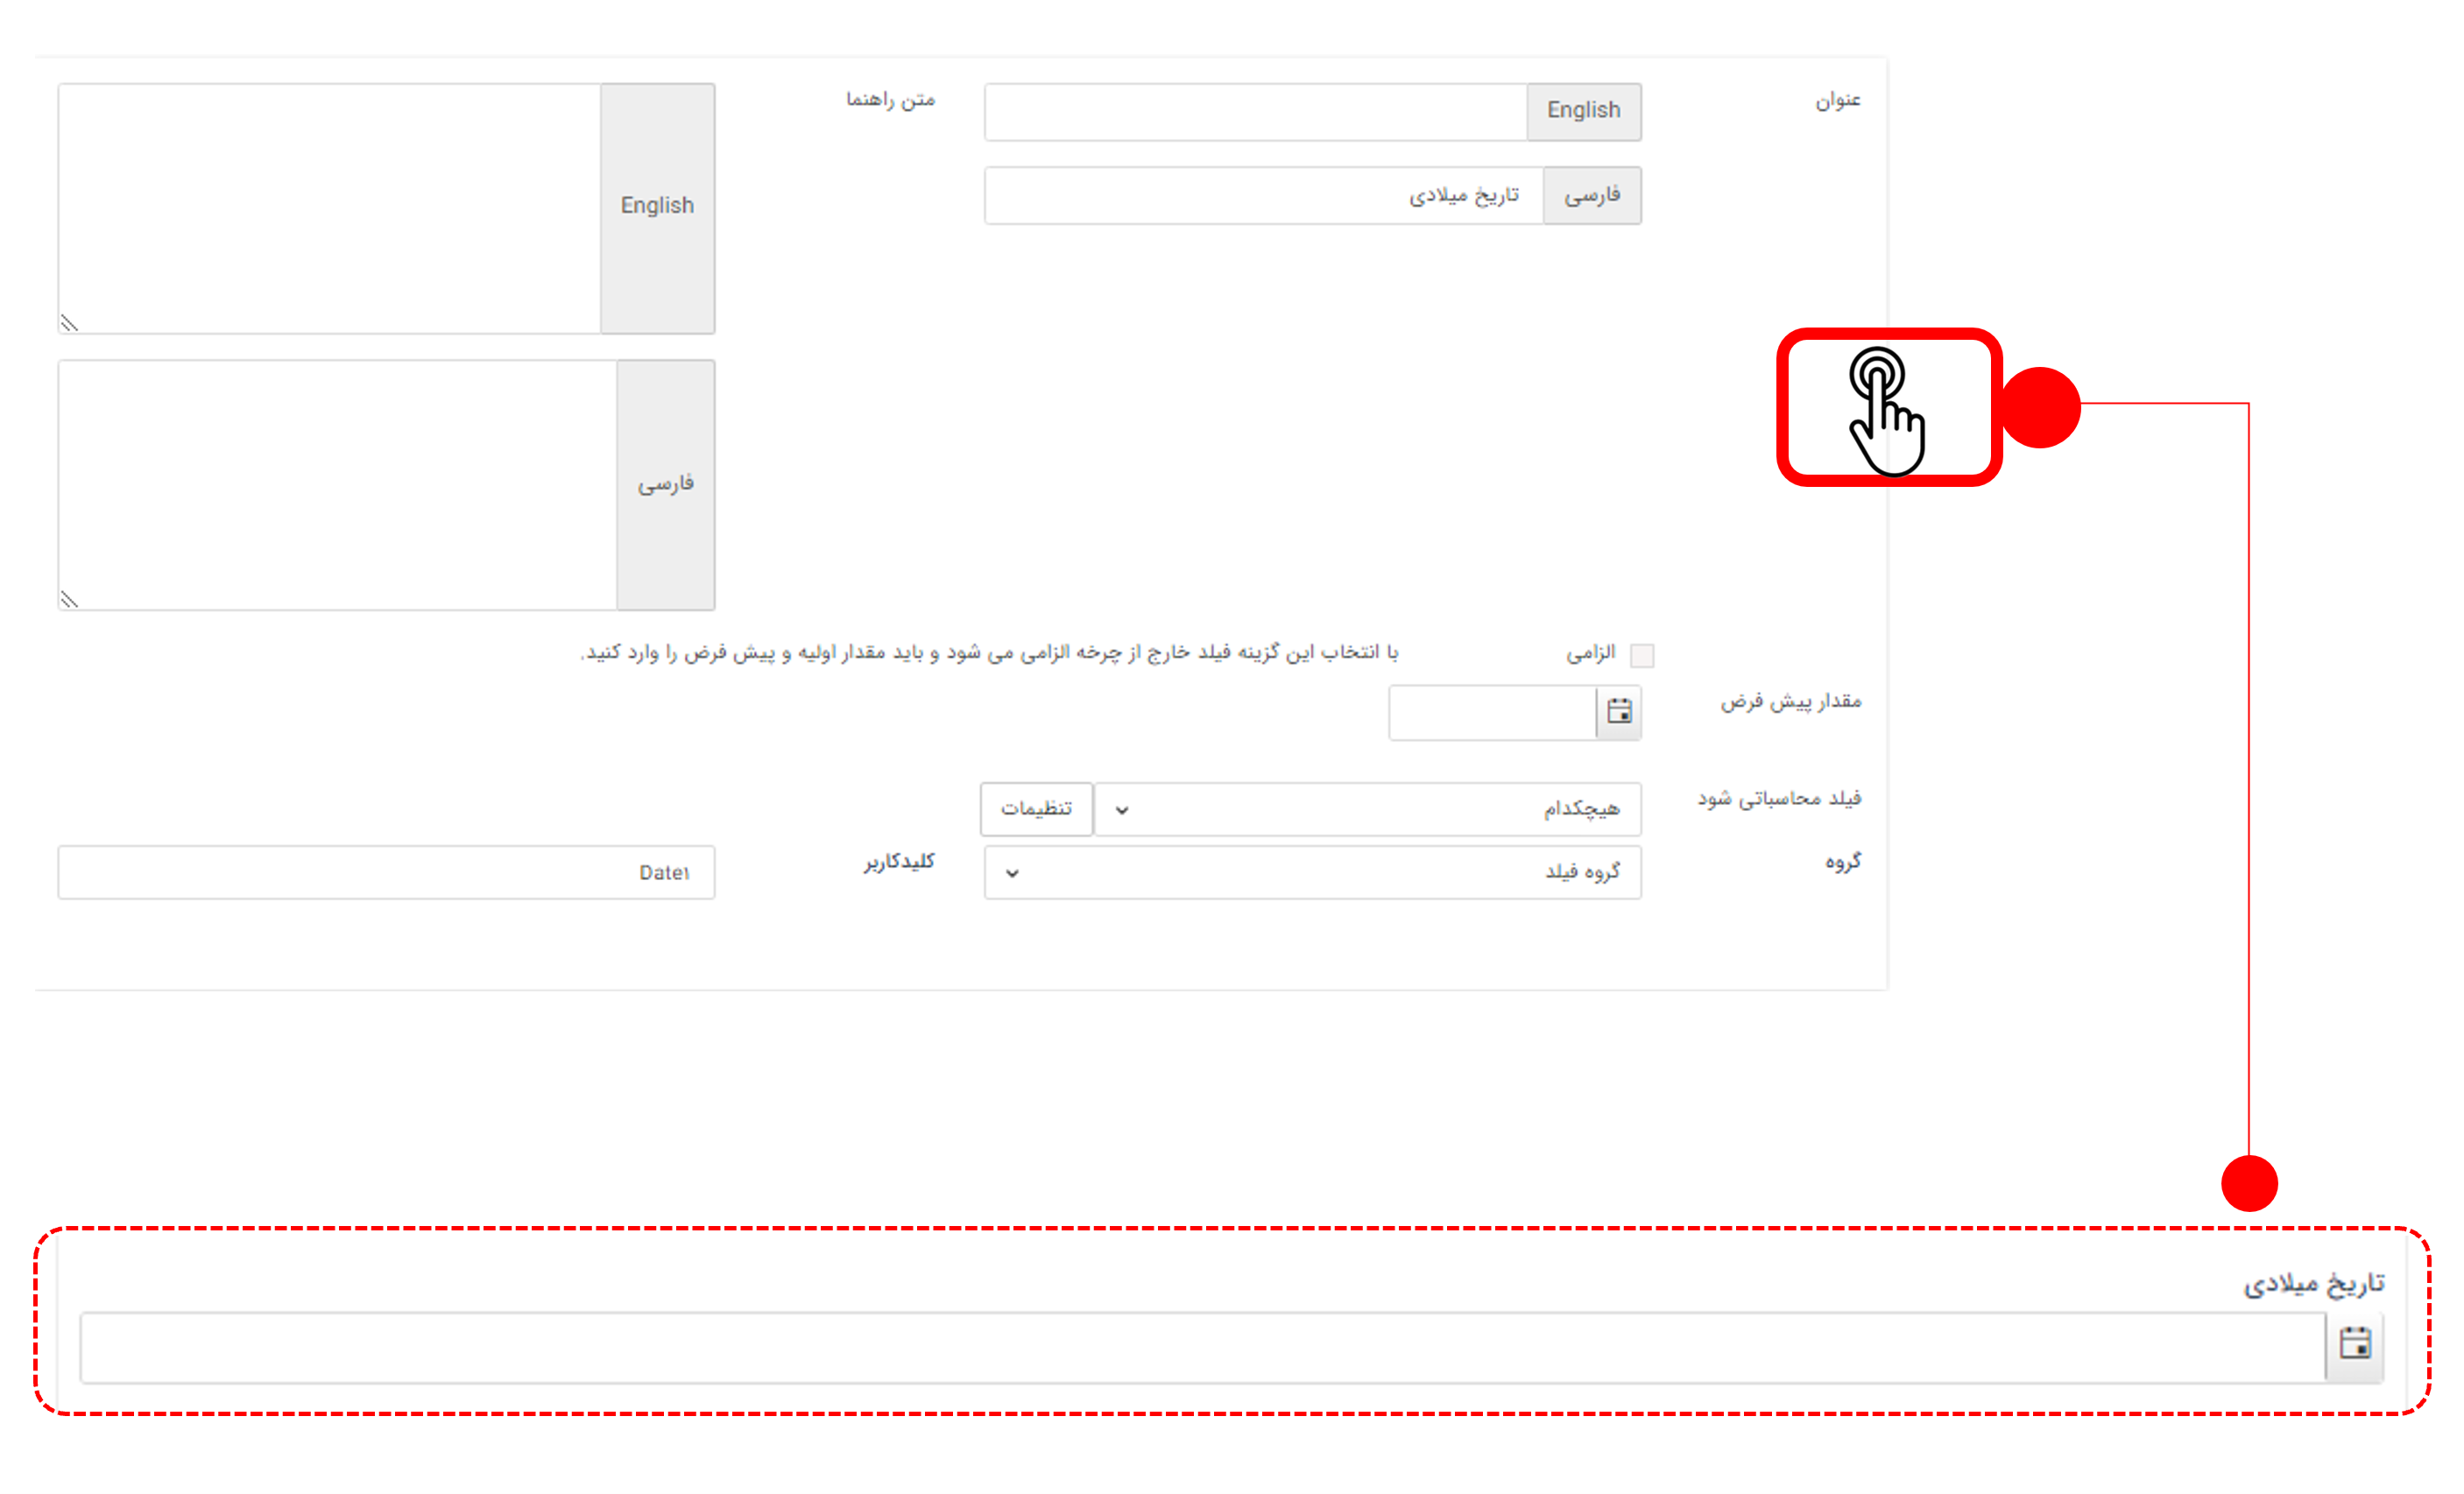 عنوان
English
متن راهنما
English
فارسی
تاریخ میلادی
فارسی
الزامی
با انتخاب این گزینه فیلد خارج از چرخه الزامی می شود و باید مقدار اولیه و پیش فرض را وارد کنید.
مقدار پیش فرض
فیلد محاسباتی شود
هیچکدام
تنظیمات
گروه
گروه فیلد
کلیدکاربر
Date۱
تاریخ میلادی